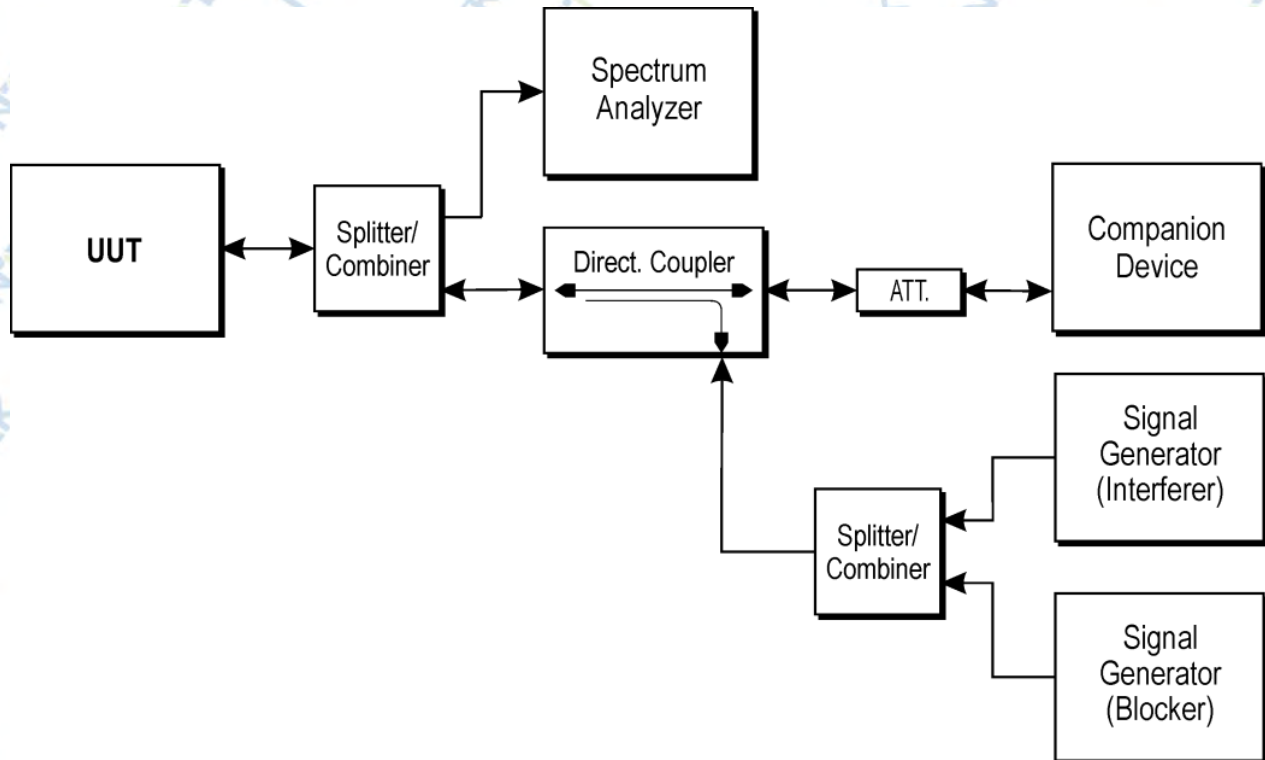 Spectrum
Analyzer
UUT
Splitter/
Combiner
Direct. Coupler
ATT.
Companion
Device
Signal
Generator
(Interferer)
Splitter/
Combiner
Signal
Generator
(Blocker)